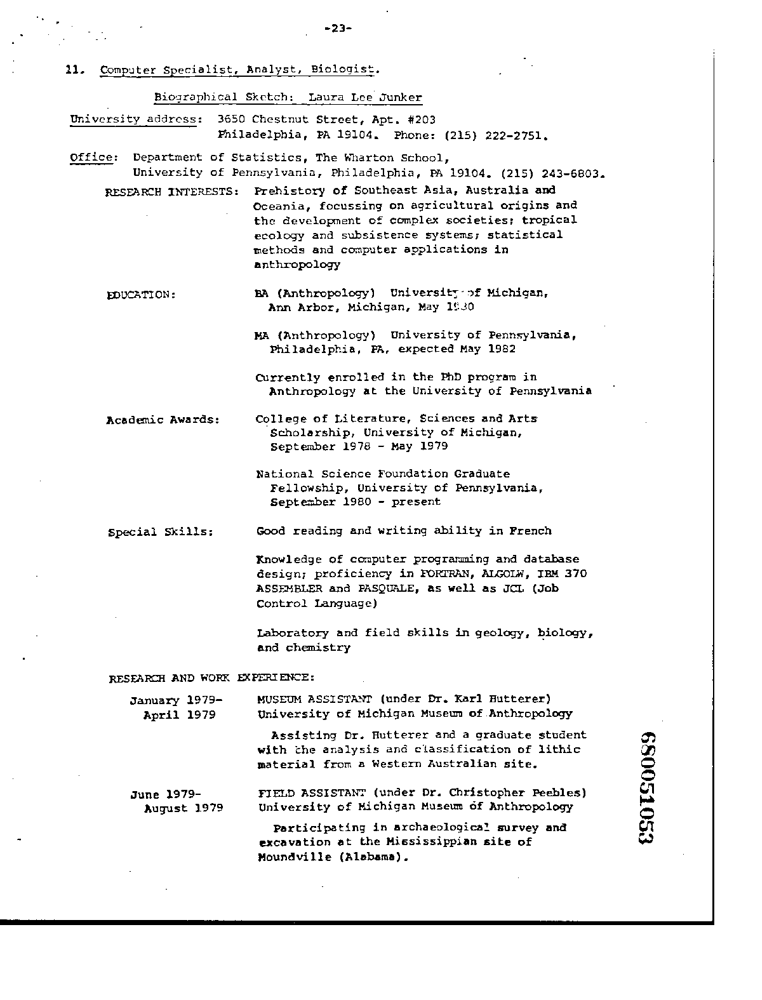 -23-
11. Computer Specialist, Analyst, Biologist.
Biographical Sketch: Laura Lee Junker
University address: 3650 Chestnut Street, Apt. #203
Philadelphia, PA 19104. Phone: (215) 222-2751.
Office: Department of Statistics, The Wharton School,
University of Pennsylvania, Philadelphia, PA 19104. (215) 243-6803.
RESEARCH INTERESTS: Prehistory of Southeast Asia, Australia and
Oceania, focussing on agricultural origins and
the development of complex societies; tropical
ecology and subsistence systems; statistical
methods and computer applications in
anthropology
EDUCATION: BA (Anthropology) University of Michigan,
Ann Arbor, Michigan, May 1980
MA (Anthropology) University of Pennsylvania,
Philadelphia, PA, expected May 1982
Currently enrolled in the PhD program in
Anthropology at the University of Pennsylvania
Academic Awards: College of Literature, Sciences and Arts
Scholarship, University of Michigan,
September 1978 - May 1979
National Science Foundation Graduate
Fellowship, University of Pennsylvania,
September 1980 - present
Special Skills: Good reading and writing ability in French
Knowledge of computer programming and database
design; proficiency in FORTRAN, ALGOLW, IBM 370
ASSEMBLER and PASQUALE, as well as JCL (Job
Control Language)
Laboratory and field skills in geology, biology,
and chemistry
RESEARCH AND WORK EXPERIENCE:
January 1979- MUSEUM ASSISTANT (under Dr. Karl Hutterer)
April 1979 University of Michigan Museum of Anthropology
Assisting Dr. Hutterer and a graduate student
with the analysis and classification of lithic
material from a Western Australian site.
June 1979- FIELD ASSISTANT (under Dr. Christopher Peebles)
August 1979 University of Michigan Museum of Anthropology
Participating in archaeological survey and
excavation at the Mississippian site of
Moundville (Alabama).
680051053